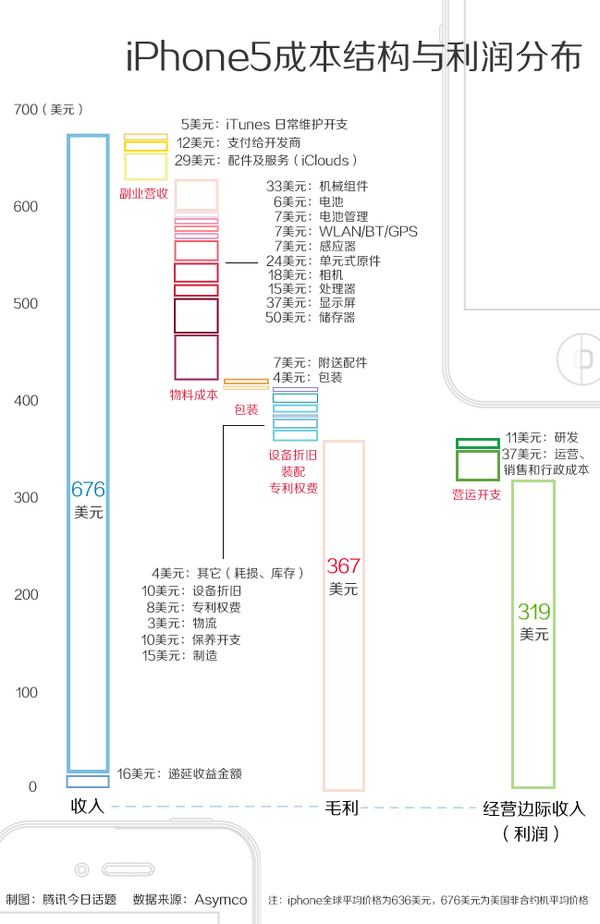 iPhone5成本结构与利润分布
700（美元）
5美元：iTunes 日常维护开支
12美元：支付给开发商
29美元：配件及服务（iClouds）
副业营收
600
33美元：机械组件
6美元：电池
7美元：电池管理
7美元：WLAN/BT/GPS
7美元：感应器
24美元：单元式原件
18美元：相机
15美元：处理器
37美元：显示屏
50美元：储存器
500
物料成本
400
7美元：附送配件
4美元：包装
包装
设备折旧
装配
专利权费
11美元：研发
37美元：运营、
销售和行政成本
营运开支
300
676
美元
367
美元
319
美元
4美元：其它（耗损、库存）
10美元：设备折旧
8美元：专利权费
3美元：物流
10美元：保养开支
15美元：制造
200
100
16美元：递延收益金额
0
收入
毛利
经营边际收入
（利润）
制图：腾讯今日话题 数据来源：Asymco
注：iphone全球平均价格为636美元，676美元为美国非合约机平均价格